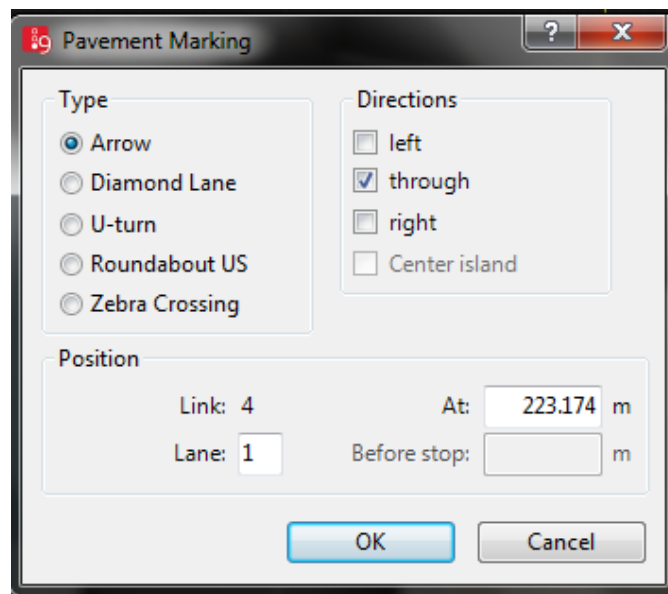 9 Pavement Marking ? X
Type
Arrow
Diamond Lane
U-turn
Roundabout US
Zebra Crossing
Directions
left
through
right
Center island
Position
Link: 4 At: 223.174 m
Lane: 1 Before stop: m
OK Cancel